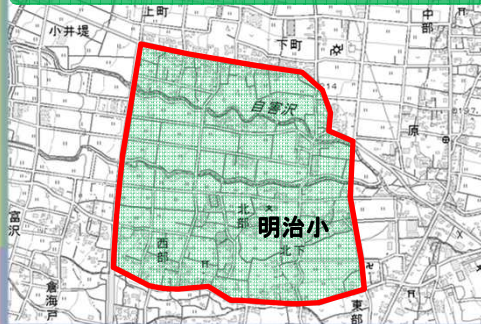 上町
中部
小井堤
下町
自害沢
514
原
北部
明治小
富沢
西部
北下
倉海戸
東部